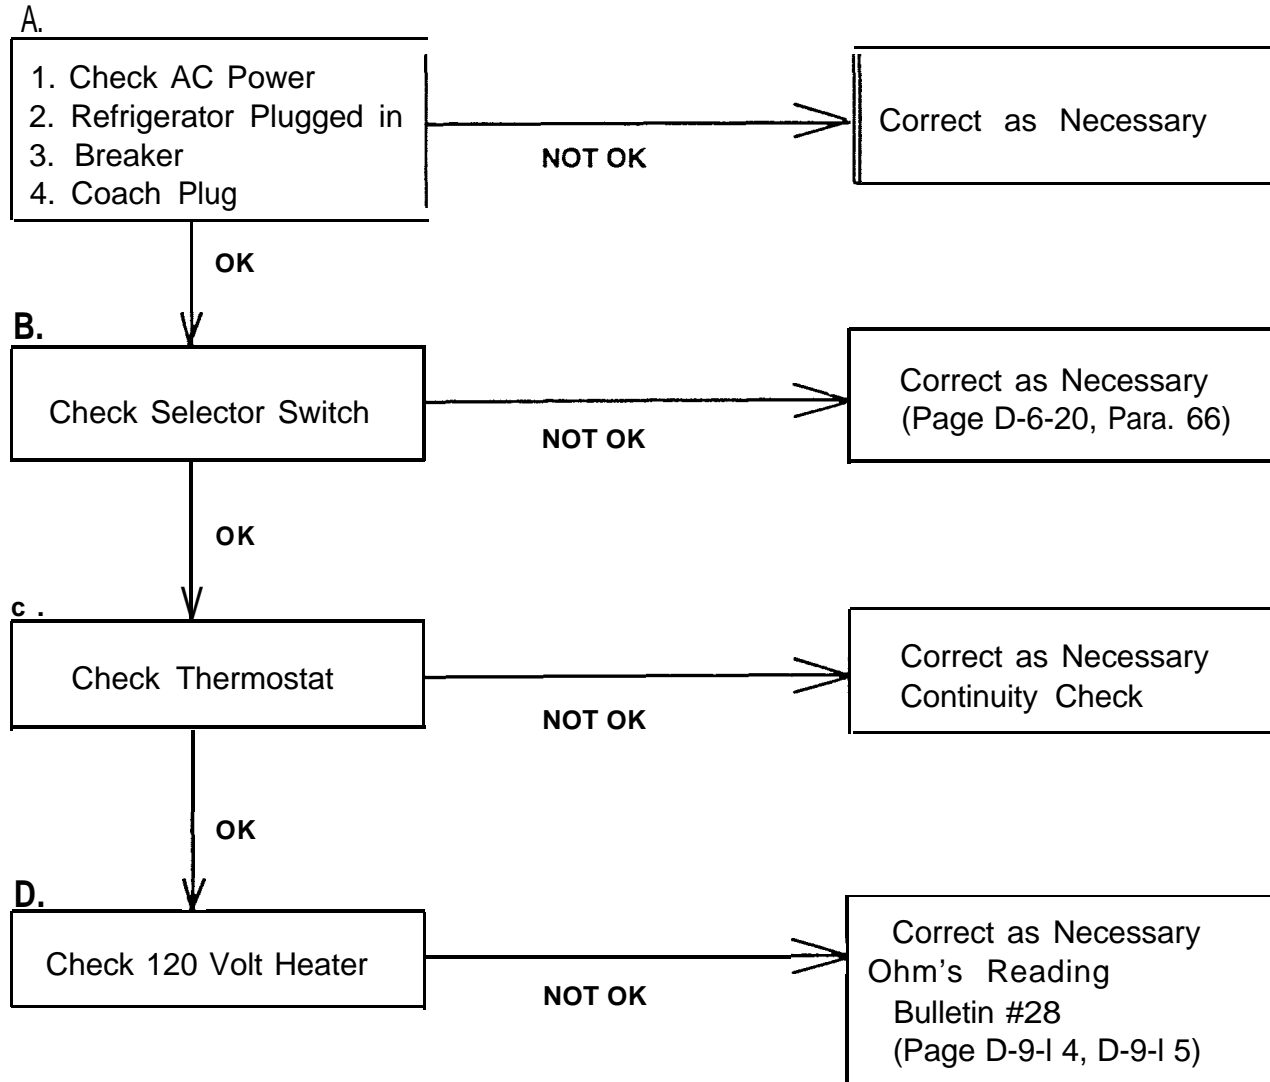 A.
1. Check AC Power
2. Refrigerator Plugged in
3. Breaker
4. Coach Plug
NOT OK
Correct as Necessary
OK
B.
Check Selector Switch
NOT OK
Correct as Necessary
(Page D-6-20, Para. 66)
OK
c .
Check Thermostat
NOT OK
Correct as Necessary
Continuity Check
OK
D.
Check 120 Volt Heater
NOT OK
Correct as Necessary
Ohm's Reading
Bulletin #28
(Page D-9-l 4, D-9-l 5)